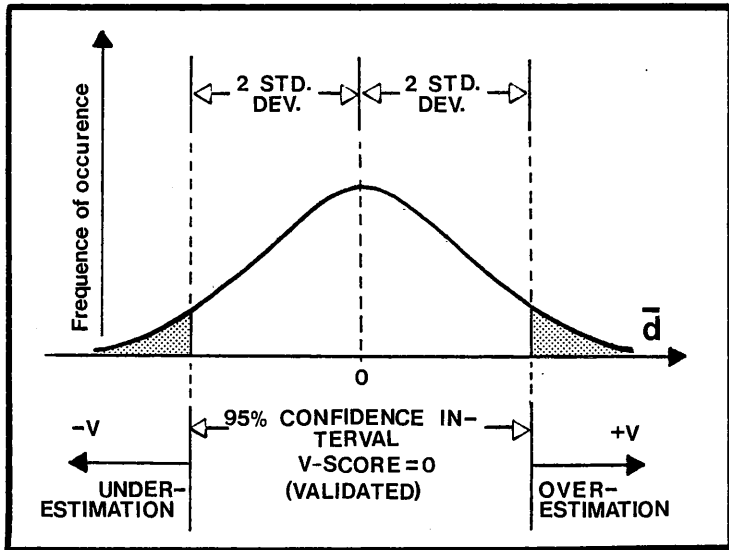 Frequence of occurence
2 STD.
DEV.
2 STD.
DEV.
d̄
0
95% CONFIDENCE IN-
TERVAL
V-SCORE=0
(VALIDATED)
-V
UNDER-
ESTIMATION
+V
OVER-
ESTIMATION